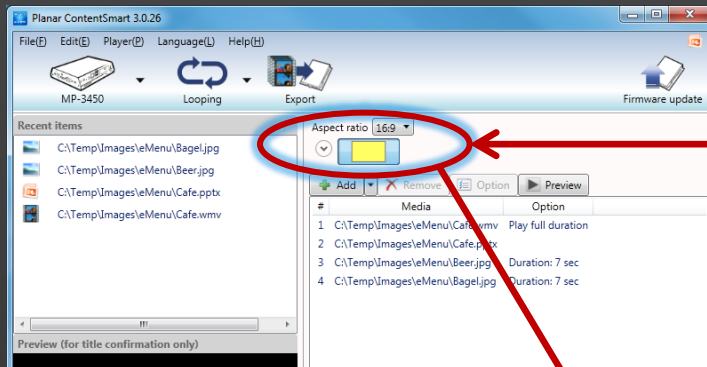 Planar ContentSmart 3.0.26
File(F) Edit(E) Player(P) Language(L) Help(H)
MP-3450 Looping Export Firmware update
Recent items
C:\Temp\Images\eMenu\Bagel.jpg
C:\Temp\Images\eMenu\Beer.jpg
C:\Temp\Images\eMenu\Cafe.pptx
C:\Temp\Images\eMenu\Cafe.wmv
Preview (for title confirmation only)
Aspect ratio 16:9
Add Remove Option Preview
# Media Option
1 C:\Temp\Images\eMenu\Cafe.wmv Play full duration
2 C:\Temp\Images\eMenu\Cafe.pptx
3 C:\Temp\Images\eMenu\Beer.jpg Duration: 7 sec
4 C:\Temp\Images\eMenu\Bagel.jpg Duration: 7 sec